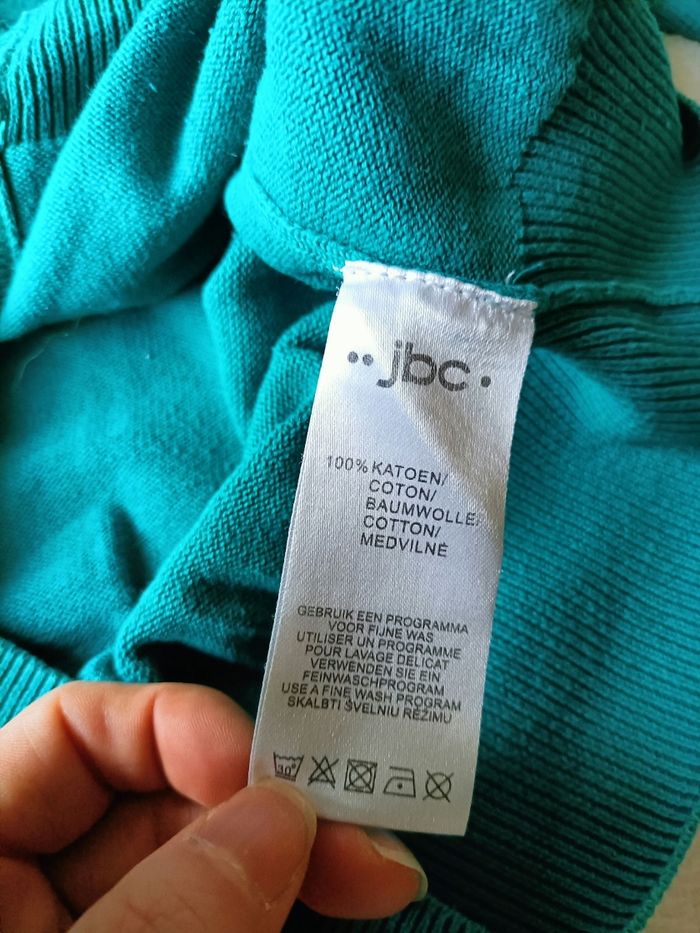 jbc
100% KATOEN/
COTON/
BAUMWOLLE/
COTTON/
MEDVILNĖ
GEBRUIK EEN PROGRAMMA
VOOR FIJNE WAS
UTILISER UN PROGRAMME
POUR LAVAGE DELICAT
VERWENDEN SIE EIN
FEINWASCHPROGRAM
USE A FINE WASH PROGRAM
SKALBTI ŠVELNIU RĖŽIMU
30°